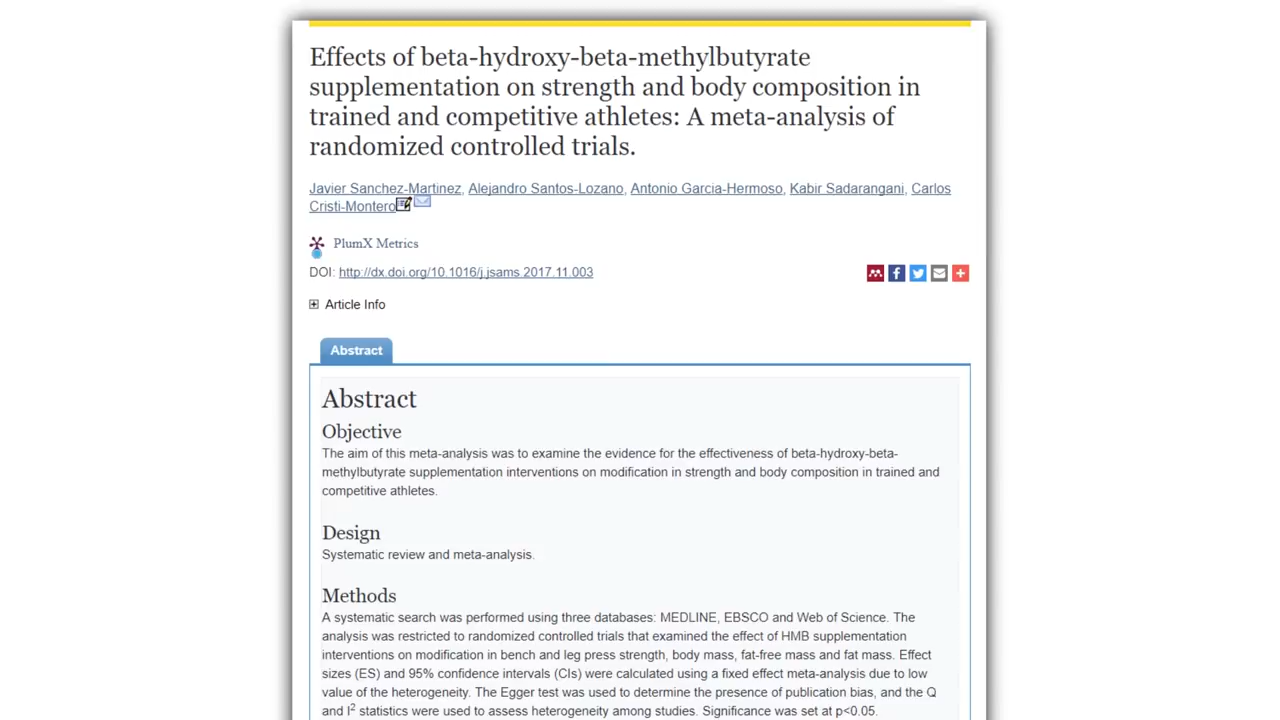 Effects of beta-hydroxy-beta-methylbutyrate
supplementation on strength and body composition in
trained and competitive athletes: A meta-analysis of
randomized controlled trials.
Javier Sanchez-Martinez, Alejandro Santos-Lozano, Antonio Garcia-Hermoso, Kabir Sadarangani, Carlos
Cristi-Montero
PlumX Metrics
DOI: http://dx.doi.org/10.1016/j.jsams.2017.11.003
Article Info
Abstract
Abstract
Objective
The aim of this meta-analysis was to examine the evidence for the effectiveness of beta-hydroxy-beta-
methylbutyrate supplementation interventions on modification in strength and body composition in trained and
competitive athletes.
Design
Systematic review and meta-analysis.
Methods
A systematic search was performed using three databases: MEDLINE, EBSCO and Web of Science. The
analysis was restricted to randomized controlled trials that examined the effect of HMB supplementation
interventions on modification in bench and leg press strength, body mass, fat-free mass and fat mass. Effect
sizes (ES) and 95% confidence intervals (CIs) were calculated using a fixed effect meta-analysis due to low
value of the heterogeneity. The Egger test was used to determine the presence of publication bias, and the Q
and I² statistics were used to assess heterogeneity among studies. Significance was set at p<0.05.